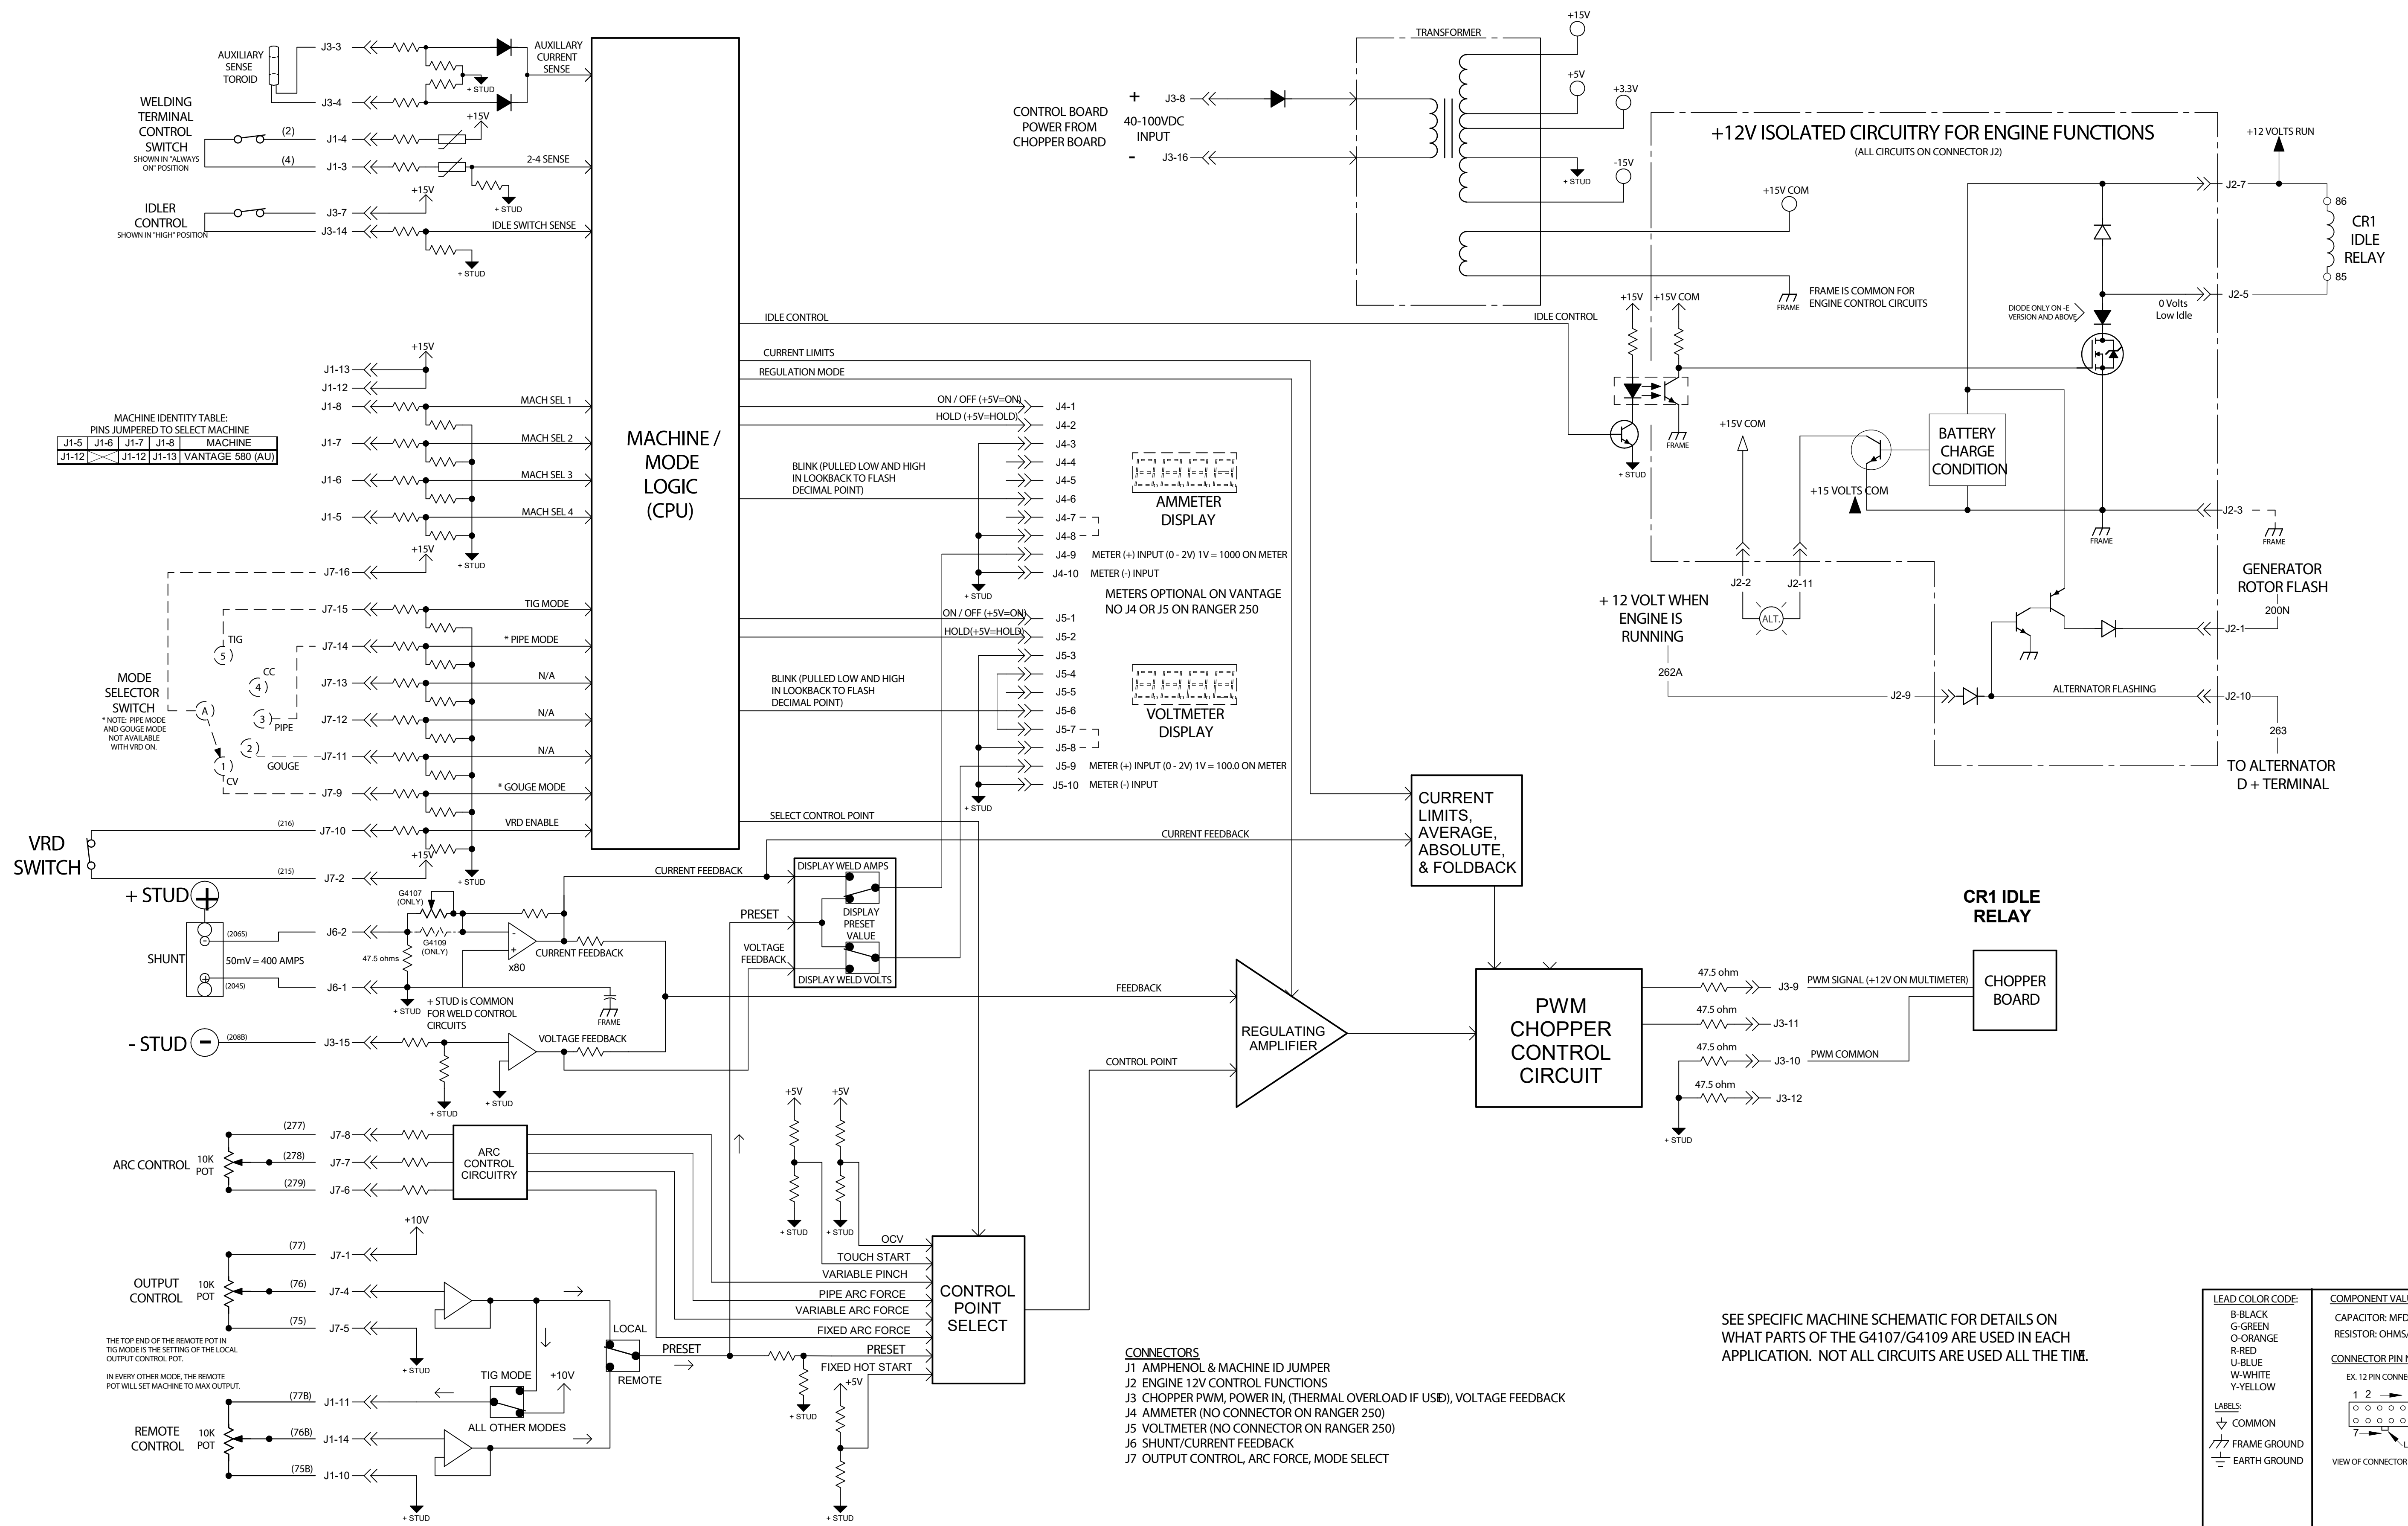 AUXILIARY
SENSE
TOROID
J3-3
J3-4
AUXILLARY
CURRENT
SENSE
+ STUD
WELDING
TERMINAL
CONTROL
SWITCH
SHOWN IN "ALWAYS
ON" POSITION
(2)
J1-4
+15V
(4)
J1-3
2-4 SENSE
+ STUD
IDLER
CONTROL
SHOWN IN "HIGH" POSITION
J3-7
+15V
J3-14
IDLE SWITCH SENSE
+ STUD
MACHINE /
MODE
LOGIC
(CPU)
+15V
J1-13
J1-12
J1-8
MACH SEL 1
J1-7
MACH SEL 2
J1-6
MACH SEL 3
J1-5
MACH SEL 4
+ STUD
MACHINE IDENTITY TABLE:
PINS JUMPERED TO SELECT MACHINE
J1-5 J1-6 J1-7 J1-8 MACHINE
J1-12 J1-12 J1-13 VANTAGE 580 (AU)
+15V
J7-16
J7-15
TIG MODE
J7-14
* PIPE MODE
J7-13
N/A
J7-12
N/A
J7-11
N/A
J7-9
* GOUGE MODE
MODE
SELECTOR
SWITCH
* NOTE: PIPE MODE
AND GOUGE MODE
NOT AVAILABLE
WITH VRD ON.
TIG
5
CC
4
A
3
PIPE
2
GOUGE
1
CV
VRD
SWITCH
(216)
J7-10
VRD ENABLE
+15V
(215)
J7-2
+ STUD
+ STUD
SHUNT
50mV = 400 AMPS
(206S)
J6-2
(204S)
J6-1
G4107
(ONLY)
G4109
(ONLY)
47.5 ohms
-
+
x80
CURRENT FEEDBACK
+ STUD
+ STUD is COMMON
FOR WELD CONTROL
CIRCUITS
FRAME
- STUD
(208B)
J3-15
VOLTAGE FEEDBACK
+ STUD
+ STUD
ARC CONTROL
10K
POT
(277)
J7-8
(278)
J7-7
(279)
J7-6
ARC
CONTROL
CIRCUITRY
OUTPUT
CONTROL
10K
POT
(77)
J7-1
+10V
(76)
J7-4
(75)
J7-5
+ STUD
THE TOP END OF THE REMOTE POT IN
TIG MODE IS THE SETTING OF THE LOCAL
OUTPUT CONTROL POT.
IN EVERY OTHER MODE, THE REMOTE
POT WILL SET MACHINE TO MAX OUTPUT.
REMOTE
CONTROL
10K
POT
(77B)
J1-11
(76B)
J1-14
(75B)
J1-10
+ STUD
TIG MODE
+10V
ALL OTHER MODES
LOCAL
REMOTE
PRESET
+ STUD
+5V
+ STUD
+5V
+ STUD
+5V
+ STUD
OCV
TOUCH START
VARIABLE PINCH
PIPE ARC FORCE
VARIABLE ARC FORCE
FIXED ARC FORCE
PRESET
FIXED HOT START
CONTROL
POINT
SELECT
CURRENT FEEDBACK
PRESET
VOLTAGE
FEEDBACK
DISPLAY WELD AMPS
DISPLAY
PRESET
VALUE
DISPLAY WELD VOLTS
IDLE CONTROL
CURRENT LIMITS
REGULATION MODE
BLINK (PULLED LOW AND HIGH
IN LOOKBACK TO FLASH
DECIMAL POINT)
BLINK (PULLED LOW AND HIGH
IN LOOKBACK TO FLASH
DECIMAL POINT)
SELECT CONTROL POINT
CURRENT FEEDBACK
ON / OFF (+5V=ON)
J4-1
HOLD (+5V=HOLD)
J4-2
J4-3
J4-4
J4-5
J4-6
J4-7
J4-8
J4-9
METER (+) INPUT (0 - 2V) 1V = 1000 ON METER
J4-10
METER (-) INPUT
+ STUD
AMMETER
DISPLAY
METERS OPTIONAL ON VANTAGE
NO J4 OR J5 ON RANGER 250
ON / OFF (+5V=ON)
J5-1
HOLD(+5V=HOLD)
J5-2
J5-3
J5-4
J5-5
J5-6
J5-7
J5-8
J5-9
METER (+) INPUT (0 - 2V) 1V = 100.0 ON METER
J5-10
METER (-) INPUT
+ STUD
VOLTMETER
DISPLAY
CONTROL BOARD
POWER FROM
CHOPPER BOARD
+
40-100VDC
INPUT
-
J3-8
J3-16
TRANSFORMER
+15V
+5V
+3.3V
+ STUD
-15V
+15V COM
FRAME
FRAME IS COMMON FOR
ENGINE CONTROL CIRCUITS
+12V ISOLATED CIRCUITRY FOR ENGINE FUNCTIONS
(ALL CIRCUITS ON CONNECTOR J2)
+12 VOLTS RUN
J2-7
86
CR1
IDLE
RELAY
85
J2-5
0 Volts
Low Idle
DIODE ONLY ON -E
VERSION AND ABOVE
IDLE CONTROL
+15V
+15V COM
FRAME
+ STUD
+15V COM
BATTERY
CHARGE
CONDITION
+15 VOLTS COM
FRAME
J2-3
FRAME
J2-2
J2-11
ALT.
GENERATOR
ROTOR FLASH
200N
J2-1
+ 12 VOLT WHEN
ENGINE IS
RUNNING
262A
J2-9
ALTERNATOR FLASHING
J2-10
263
TO ALTERNATOR
D + TERMINAL
CURRENT
LIMITS,
AVERAGE,
ABSOLUTE,
& FOLDBACK
FEEDBACK
CONTROL POINT
REGULATING
AMPLIFIER
PWM
CHOPPER
CONTROL
CIRCUIT
47.5 ohm
J3-9
PWM SIGNAL (+12V ON MULTIMETER)
47.5 ohm
J3-11
47.5 ohm
J3-10
PWM COMMON
47.5 ohm
J3-12
+ STUD
CR1 IDLE
RELAY
CHOPPER
BOARD
CONNECTORS
J1 AMPHENOL & MACHINE ID JUMPER
J2 ENGINE 12V CONTROL FUNCTIONS
J3 CHOPPER PWM, POWER IN, (THERMAL OVERLOAD IF USED), VOLTAGE FEEDBACK
J4 AMMETER (NO CONNECTOR ON RANGER 250)
J5 VOLTMETER (NO CONNECTOR ON RANGER 250)
J6 SHUNT/CURRENT FEEDBACK
J7 OUTPUT CONTROL, ARC FORCE, MODE SELECT
SEE SPECIFIC MACHINE SCHEMATIC FOR DETAILS ON
WHAT PARTS OF THE G4107/G4109 ARE USED IN EACH
APPLICATION. NOT ALL CIRCUITS ARE USED ALL THE TIME.
LEAD COLOR CODE:
B-BLACK
G-GREEN
O-ORANGE
R-RED
U-BLUE
W-WHITE
Y-YELLOW
LABELS:
COMMON
FRAME GROUND
EARTH GROUND
COMPONENT
CAPACITOR: MFD
RESISTOR: OHMS
CONNECTOR PIN
EX. 12 PIN
1 2
7
VIEW OF CONNECTOR